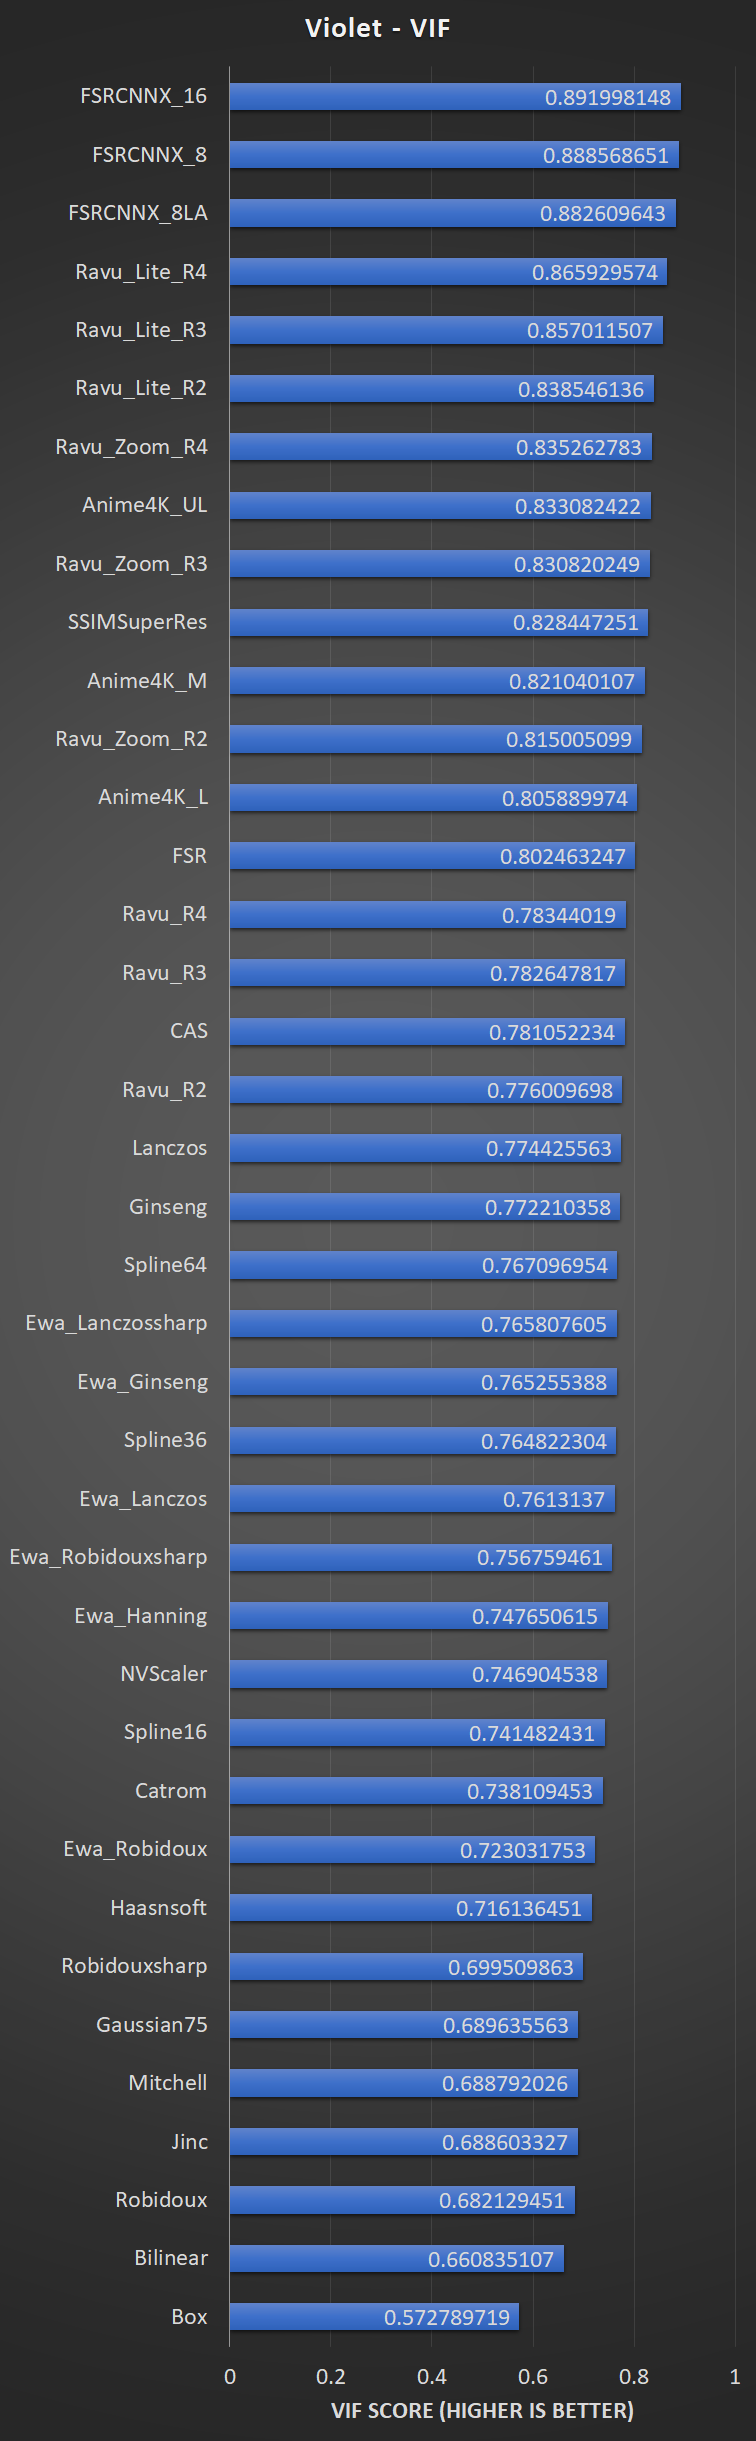 Violet - VIF
FSRCNNX_16 0.891998148
FSRCNNX_8 0.888568651
FSRCNNX_8LA 0.882609643
Ravu_Lite_R4 0.865929574
Ravu_Lite_R3 0.857011507
Ravu_Lite_R2 0.838546136
Ravu_Zoom_R4 0.835262783
Anime4K_UL 0.833082422
Ravu_Zoom_R3 0.830820249
SSIMSuperRes 0.828447251
Anime4K_M 0.821040107
Ravu_Zoom_R2 0.815005099
Anime4K_L 0.805889974
FSR 0.802463247
Ravu_R4 0.78344019
Ravu_R3 0.782647817
CAS 0.781052234
Ravu_R2 0.776009698
Lanczos 0.774425563
Ginseng 0.772210358
Spline64 0.767096954
Ewa_Lanczossharp 0.765807605
Ewa_Ginseng 0.765255388
Spline36 0.764822304
Ewa_Lanczos 0.7613137
Ewa_Robidouxsharp 0.756759461
Ewa_Hanning 0.747650615
NVScaler 0.746904538
Spline16 0.741482431
Catrom 0.738109453
Ewa_Robidoux 0.723031753
Haasnsoft 0.716136451
Robidouxsharp 0.699509863
Gaussian75 0.689635563
Mitchell 0.688792026
Jinc 0.688603327
Robidoux 0.682129451
Bilinear 0.660835107
Box 0.572789719
0 0.2 0.4 0.6 0.8 1
VIF SCORE (HIGHER IS BETTER)